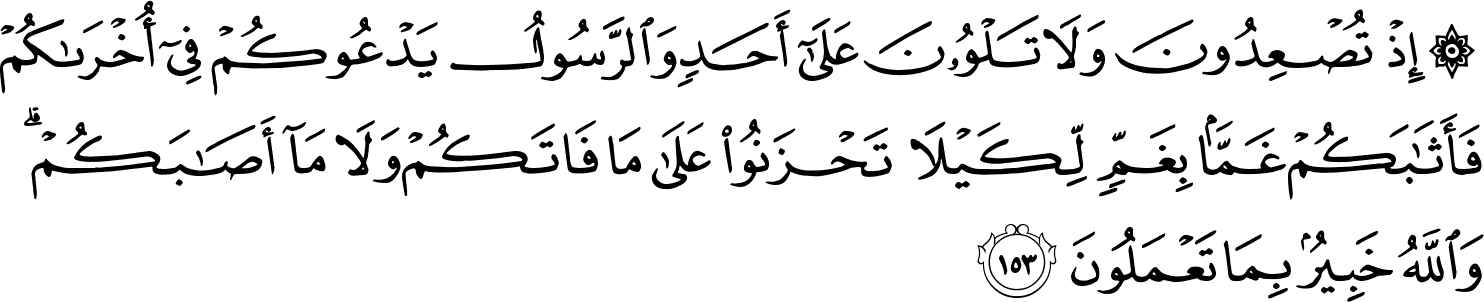 ۞ إِذْ تُصْعِدُونَ وَلَا تَلْوُۥنَ عَلَىٰٓ أَحَدٍ وَٱلرَّسُولُ يَدْعُوكُمْ فِىٓ أُخْرَىٰكُمْ
فَأَثَـٰبَكُمْ غَمًّۢا بِغَمٍّ لِّكَيْلَا تَحْزَنُوا۟ عَلَىٰ مَا فَاتَكُمْ وَلَا مَآ أَصَـٰبَكُمْ ۗ
وَٱللَّهُ خَبِيرٌۢ بِمَا تَعْمَلُونَ ١٥٣